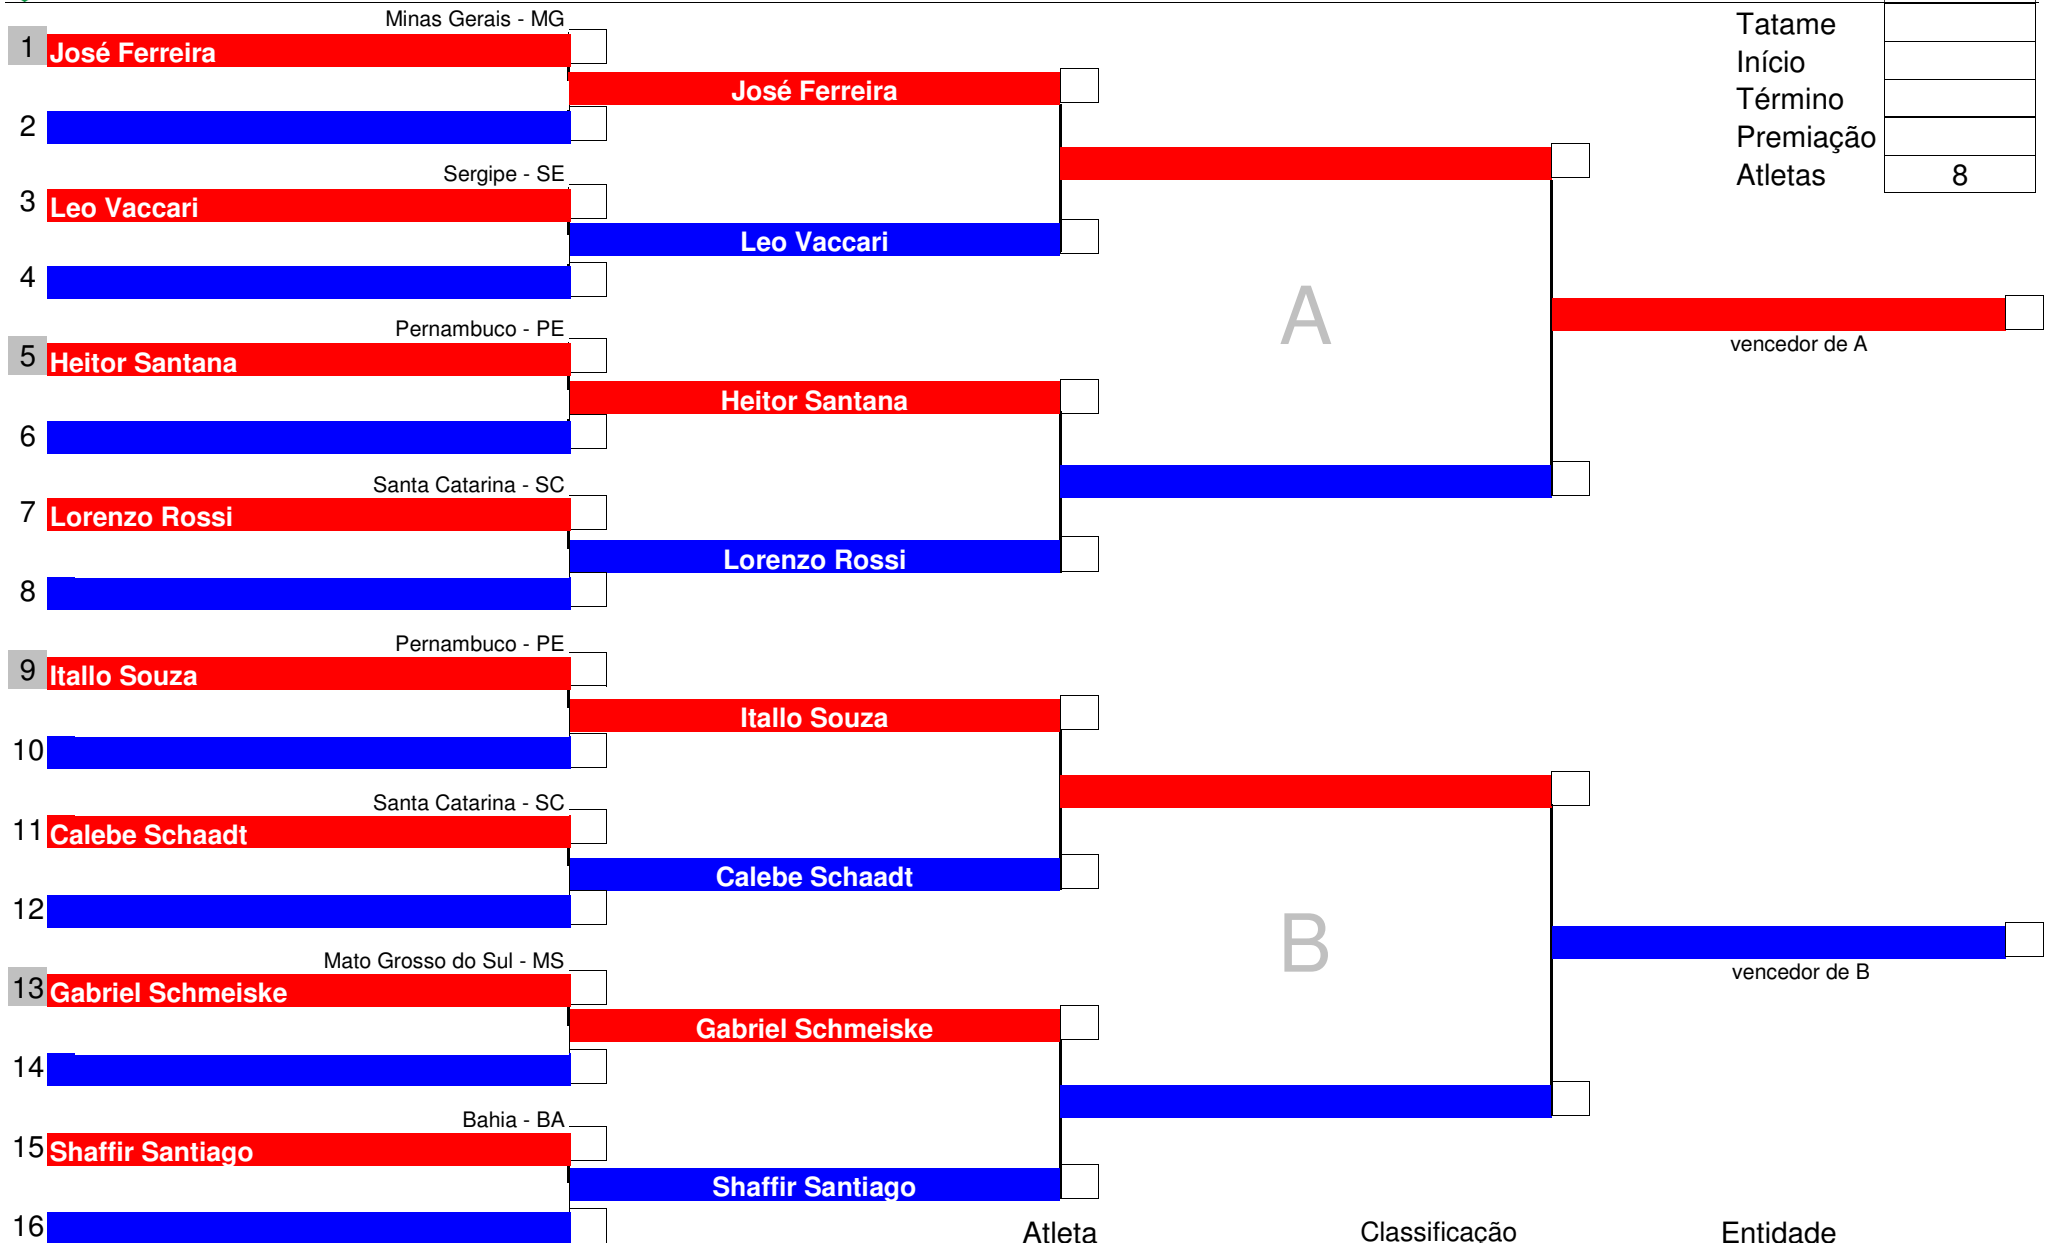 Minas Gerais - MG
1 José Ferreira
José Ferreira
2
Sergipe - SE
3 Leo Vaccari
Leo Vaccari
4
Pernambuco - PE
5 Heitor Santana
Heitor Santana
6
Santa Catarina - SC
7 Lorenzo Rossi
Lorenzo Rossi
8
Pernambuco - PE
9 Itallo Souza
Itallo Souza
10
Santa Catarina - SC
11 Calebe Schaadt
Calebe Schaadt
12
Mato Grosso do Sul - MS
13 Gabriel Schmeiske
Gabriel Schmeiske
14
Bahia - BA
15 Shaffir Santiago
Shaffir Santiago
16
A
B
vencedor de A
vencedor de B
Tatame
Início
Término
Premiação
Atletas 8
Atleta Classificação Entidade